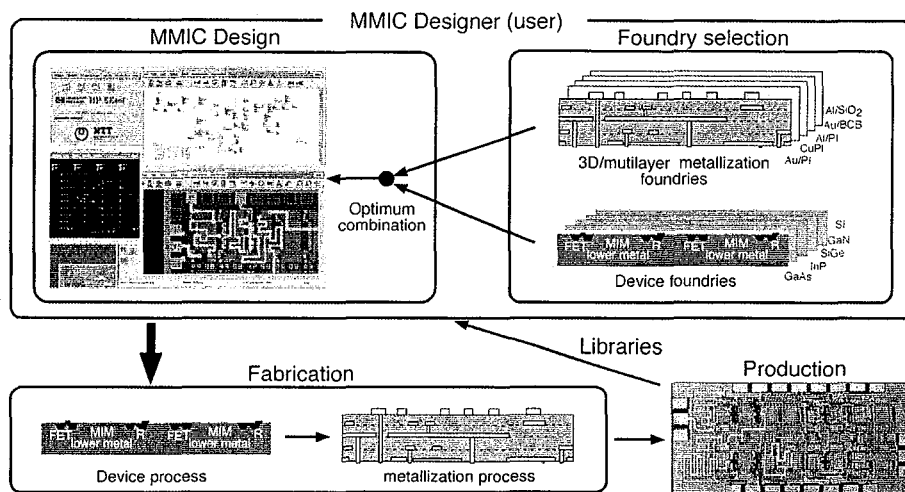 MMIC Designer (user)
MMIC Design
NTT
Optimum
combination
Foundry selection
Al/SiO2
Au/BCB
Al/PI
CuPI
Au/Pi
3D/mutilayer metallization
foundries
Si
GaN
SiGe
InP
GaAs
FET MIM R FET MIM R
lower metal lower metal
Device foundries
Libraries
Fabrication
FET MIM R FET MIM R
lower metal lower metal
Device process
metallization process
Production